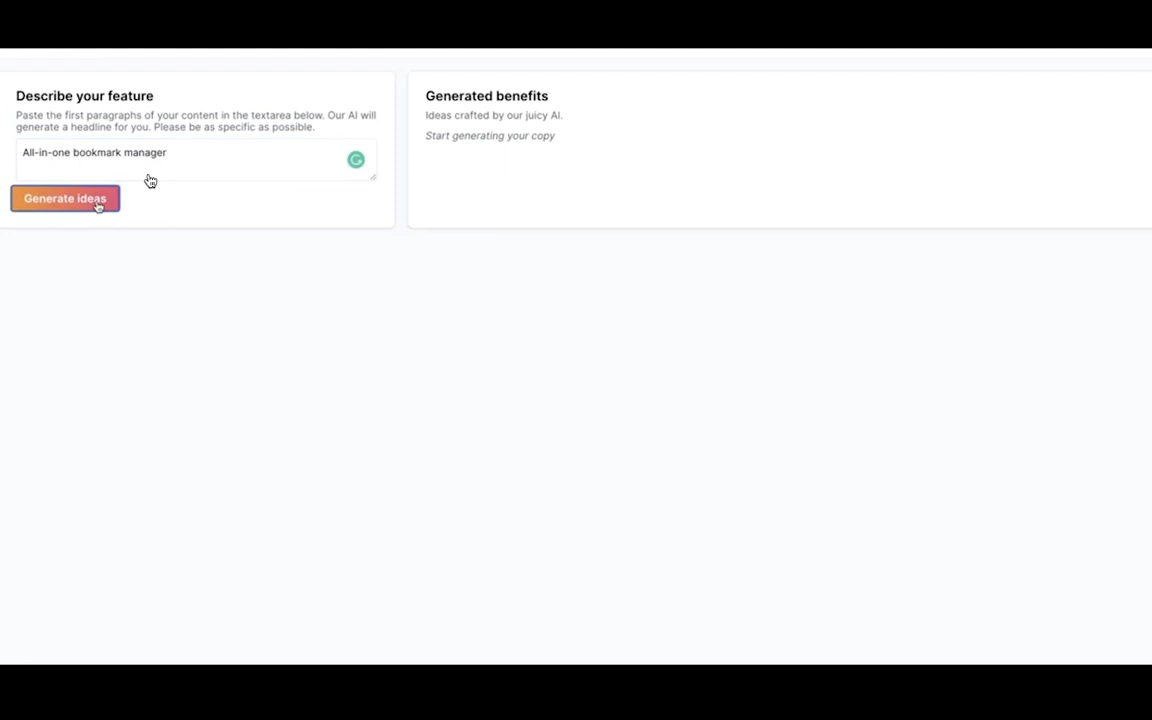 Describe your feature
Paste the first paragraphs of your content in the textarea below. Our AI will
generate a headline for you. Please be as specific as possible.
All-in-one bookmark manager
Generate ideas
Generated benefits
Ideas crafted by our juicy AI.
Start generating your copy